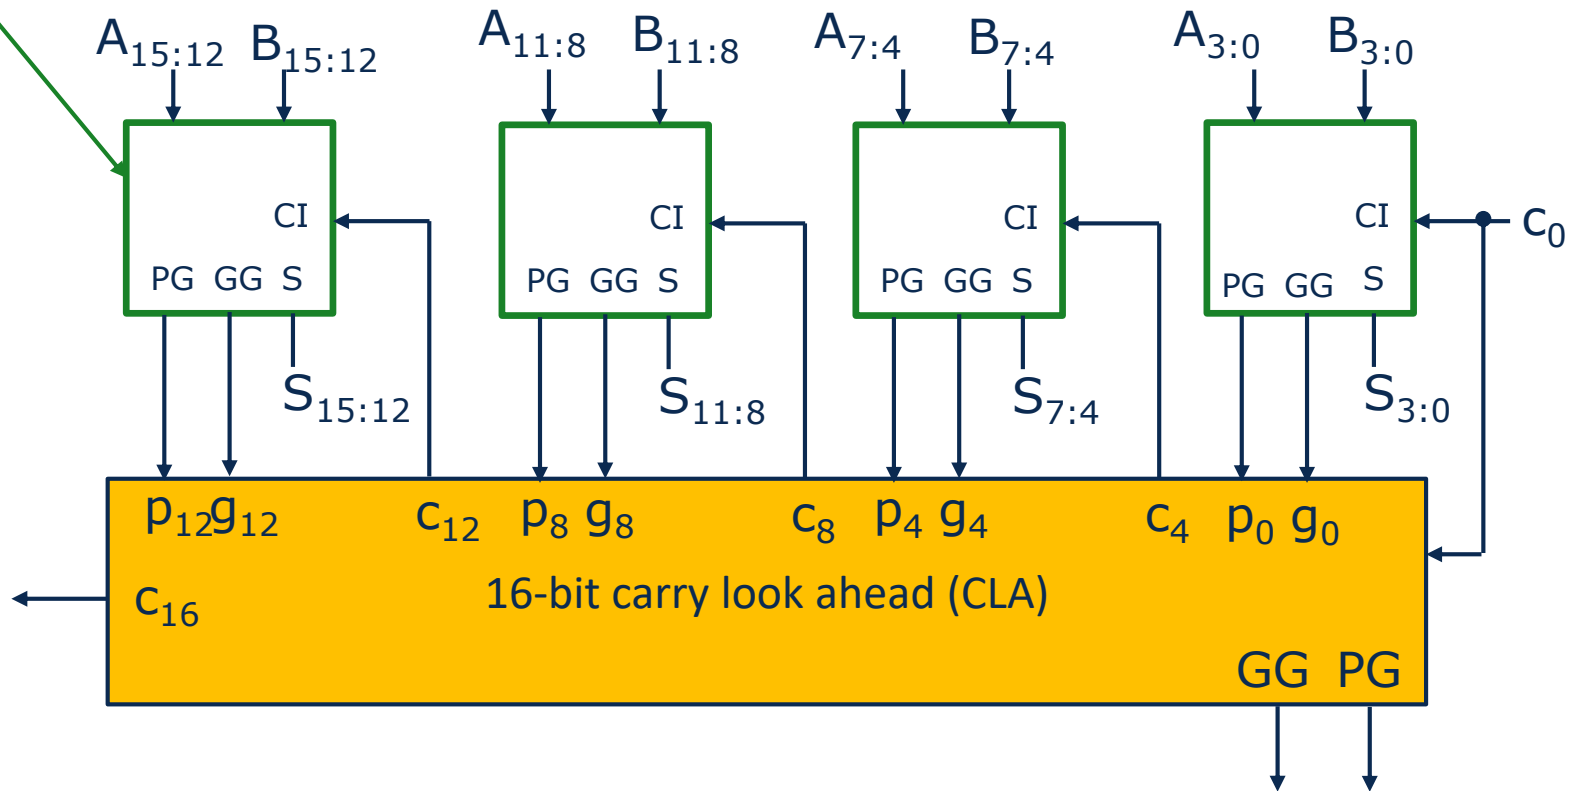 A15:12 B15:12 A11:8 B11:8 A7:4 B7:4 A3:0 B3:0
CI CI CI CI c0
PG GG S PG GG S PG GG S PG GG S
S15:12 S11:8 S7:4 S3:0
p12 g12 c12 p8 g8 c8 p4 g4 c4 p0 g0
c16 16-bit carry look ahead (CLA)
GG PG